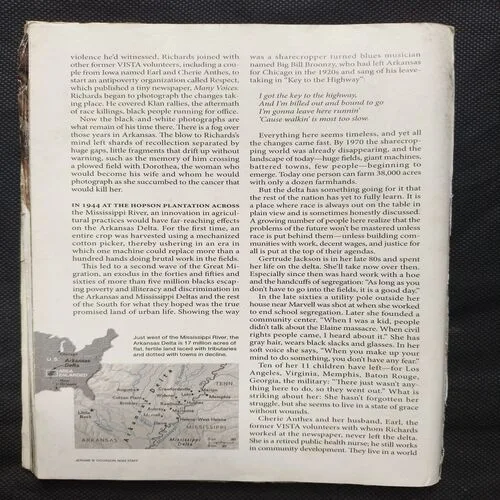 violence he'd witnessed. Richards joined with
other former VISTA volunteers, including a cou-
ple from Iowa named Earl and Cherie Anthes, to
start an antipoverty organization called Respect,
which published a tiny newspaper, Many Voices.
Richards began to photograph the changes tak-
ing place. He covered Klan rallies, the aftermath
of race killings, black people running for office.
Now the black-and-white photographs are
what remain of his time there. There is a fog over
those years in Arkansas. The blow to Richards's
mind left shards of recollection separated by
huge gaps, little fragments that drift up without
warning, such as the memory of him crossing
a plowed field with Dorothea, the woman who
would become his wife and whom he would
photograph as she succumbed to the cancer that
would kill her.
IN 1944 AT THE HOPSON PLANTATION ACROSS
the Mississippi River, an innovation in agricul-
tural practices would have far-reaching effects
on the Arkansas Delta. For the first time, an
entire crop was harvested using a mechanized
cotton picker, thereby ushering in an era in
which one machine could replace more than a
hundred hands doing brutal work in the fields.
This led to a second wave of the Great Mi-
gration, an exodus in the forties and fifties and
sixties of more than five million blacks escap-
ing poverty and illiteracy and discrimination in
the Arkansas and Mississippi Deltas and the rest
of the South for what they hoped was the true
promised land of urban life. Showing the way
Just west of the Mississippi River, the
Arkansas Delta is 17 million acres of
flat, fertile land laced with tributaries
and dotted with towns in decline.
U.S.
Arkansas
Delta
AREA
ENLARGED
TENN.
Memphis
Little
Rock
Helena-West Helena
MISSISSIPPI
ARKANSAS
Mississippi
Delta
was a sharecropper turned blues musician
named Big Bill Broonzy, who had left Arkansas
for Chicago in the 1920s and sang of his leave-
taking in "Key to the Highway":
I got the key to the highway,
And I'm billed out and bound to go
I'm gonna leave here runnin'
'Cause walkin' is most too slow.
Everything here seems timeless, and yet all
the changes came fast. By 1970 the sharecrop-
ping world was already disappearing, and the
landscape of today—huge fields, giant machines,
battered towns, few people—beginning to
emerge. Today one person can farm 38,000 acres
with only a dozen farmhands.
But the delta has something going for it that
the rest of the nation has yet to fully learn. It is
a place where race is always out on the table in
plain view and is sometimes honestly discussed.
A growing number of people here realize that the
problems of the future won't be mastered unless
race is put behind them—unless building com-
munities with work, decent wages, and justice for
all is put at the top of their agendas.
Gertrude Jackson is in her late 80s and spent
her life on the delta. She'll take now over then.
Especially since then was hard work with a hoe
and the handcuffs of segregation: "As long as you
don't have to go into the fields, it is a good day."
In the late sixties a utility pole outside her
house near Marvell was shot at when she worked
to end school segregation. Later she founded a
community center. "When I was a kid, people
didn't talk about the Elaine massacre. When civil
rights people came, I heard about it." She has
gray hair, wears black slacks and glasses. In her
soft voice she says, "When you make up your
mind to do something, you don't have any fear."
Ten of her 11 children have left—for Los
Angeles, Virginia, Memphis, Baton Rouge,
Georgia, the military: "There just wasn't any-
thing here to do, so they went out." What is
striking about her: She hasn't forgotten her
struggle, but she seems to live in a state of grace
without wounds.
Cherie Anthes and her husband, Earl, the
former VISTA volunteers with whom Richards
worked at the newspaper, never left the delta.
She is a retired public health nurse; he still works
in community development. They live in a world